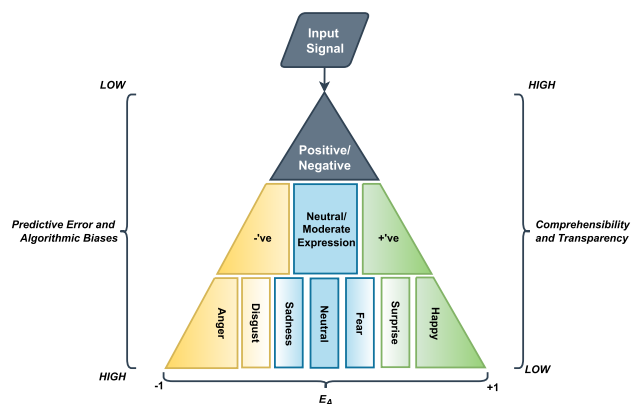 Input
Signal
LOW
HIGH
Positive/
Negative
Predictive Error and
Algorithmic Biases
-'ve
Neutral/
Moderate
Expression
+'ve
Comprehensibility
and Transparency
Anger
Disgust
Sadness
Neutral
Fear
Surprise
Happy
HIGH
LOW
-1
+1
E_A